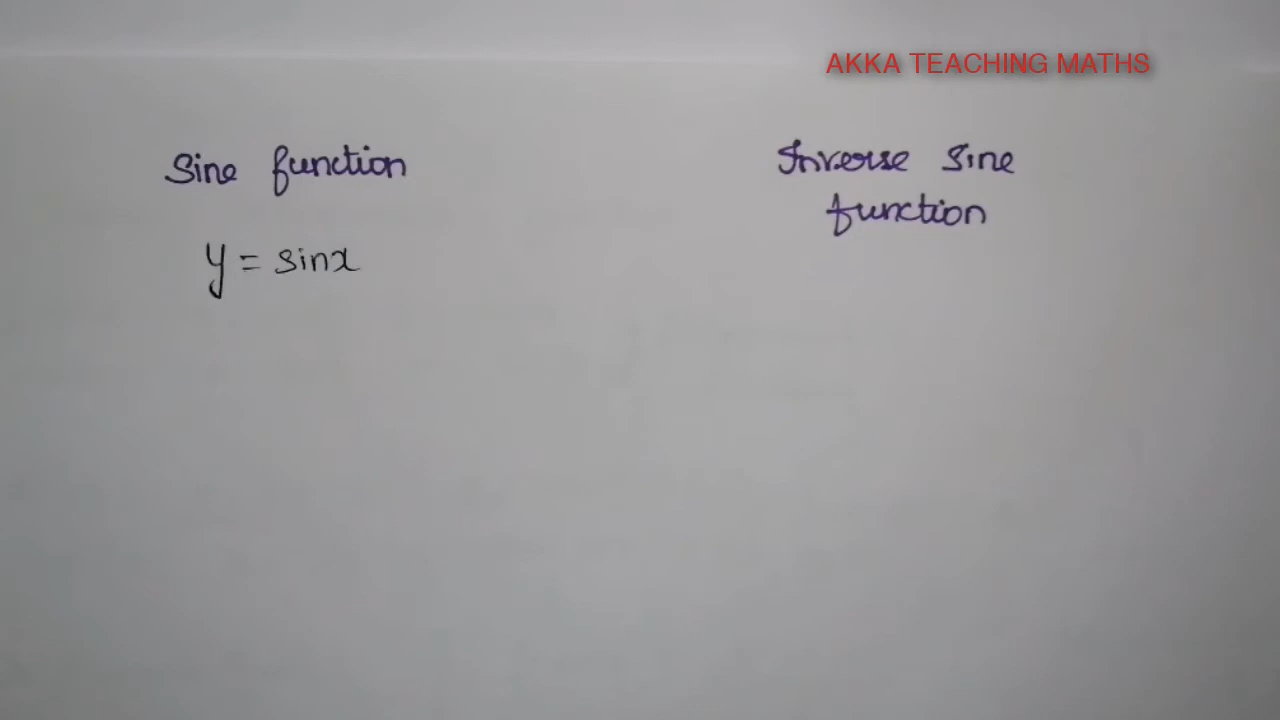 AKKA TEACHING MATHS
Sine function
Inverse Sine
function
y = sinx